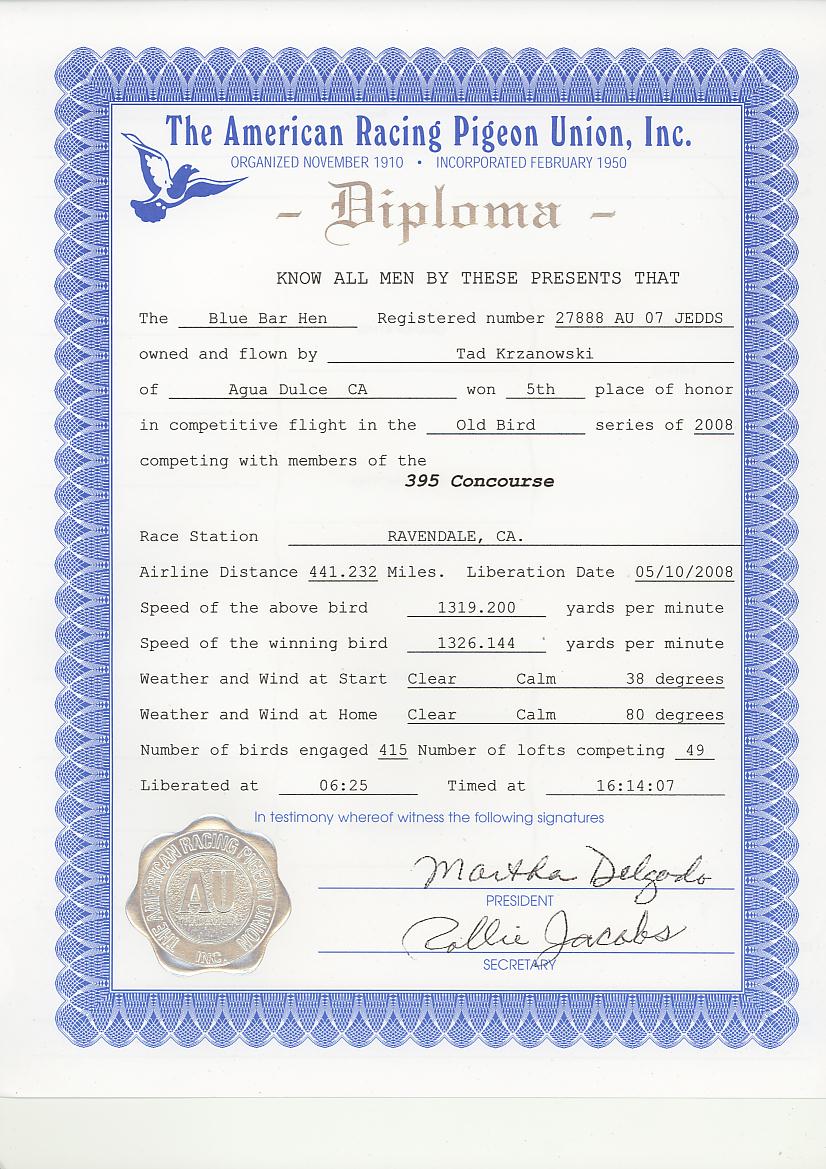 The American Racing Pigeon Union, Inc.
ORGANIZED NOVEMBER 1910 • INCORPORATED FEBRUARY 1950
- Diploma -
KNOW ALL MEN BY THESE PRESENTS THAT
The Blue Bar Hen Registered number 27888 AU 07 JEDDS
owned and flown by Tad Krzanowski
of Agua Dulce CA won 5th place of honor
in competitive flight in the Old Bird series of 2008
competing with members of the
395 Concourse
Race Station RAVENDALE, CA.
Airline Distance 441.232 Miles. Liberation Date 05/10/2008
Speed of the above bird 1319.200 yards per minute
Speed of the winning bird 1326.144 yards per minute
Weather and Wind at Start Clear Calm 38 degrees
Weather and Wind at Home Clear Calm 80 degrees
Number of birds engaged 415 Number of lofts competing 49
Liberated at 06:25 Timed at 16:14:07
In testimony whereof witness the following signatures
Martha Delgado
PRESIDENT
Rollie Jacobs
SECRETARY
THE AMERICAN RACING PIGEON UNION
AU
INC.